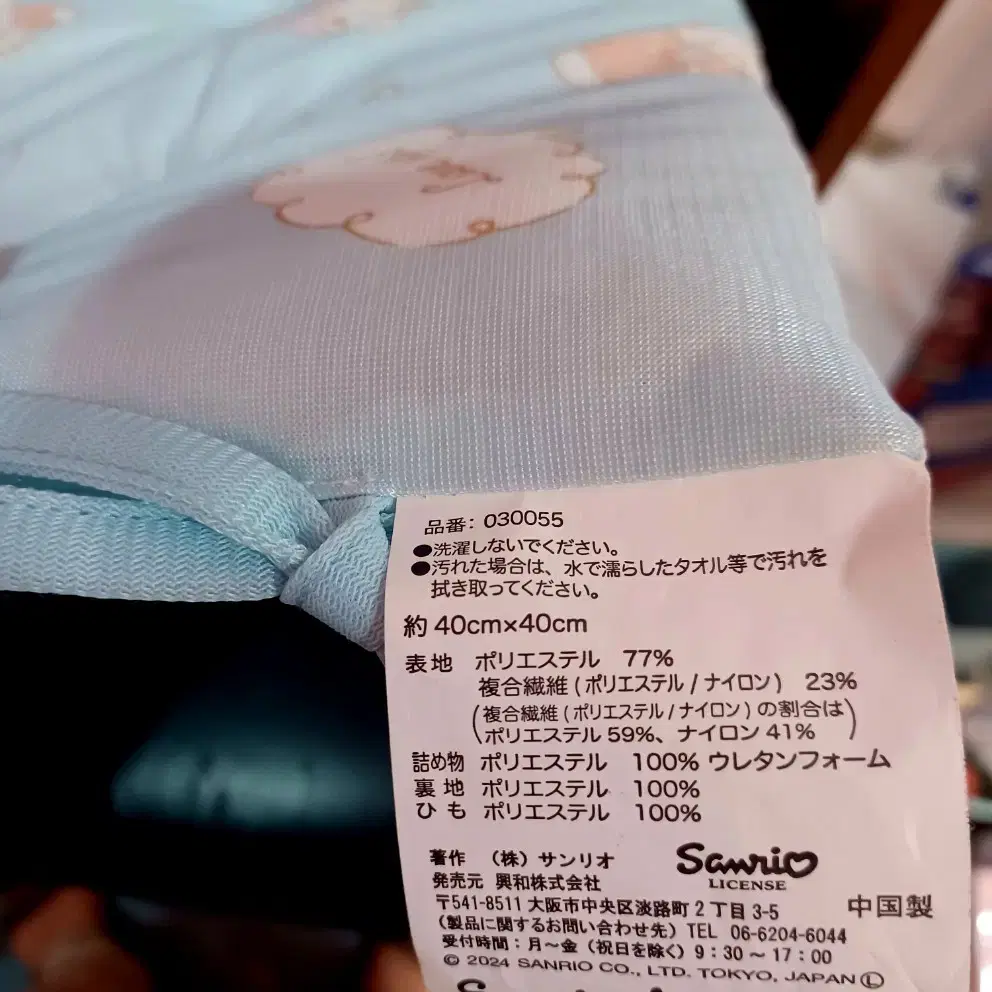 品番: 030055
●洗濯しないでください。
●汚れた場合は、水で濡らしたタオル等で汚れを
拭き取ってください。
約 40cm×40cm
表地 ポリエステル 77%
複合繊維 (ポリエステル / ナイロン) 23%
(複合繊維 (ポリエステル / ナイロン) の割合は
ポリエステル 59%、ナイロン 41%)
詰め物 ポリエステル 100% ウレタンフォーム
裏地 ポリエステル 100%
ひも ポリエステル 100%
著作 (株) サンリオ
Sanrio
LICENSE
発売元 興和株式会社
〒541-8511 大阪市中央区淡路町 2 丁目 3-5
中国製
(製品に関するお問い合わせ先) TEL 06-6204-6044
受付時間 : 月~金 (祝日を除く) 9 : 30 ~ 17 : 00
© 2024 SANRIO CO., LTD. TOKYO, JAPAN Ⓛ